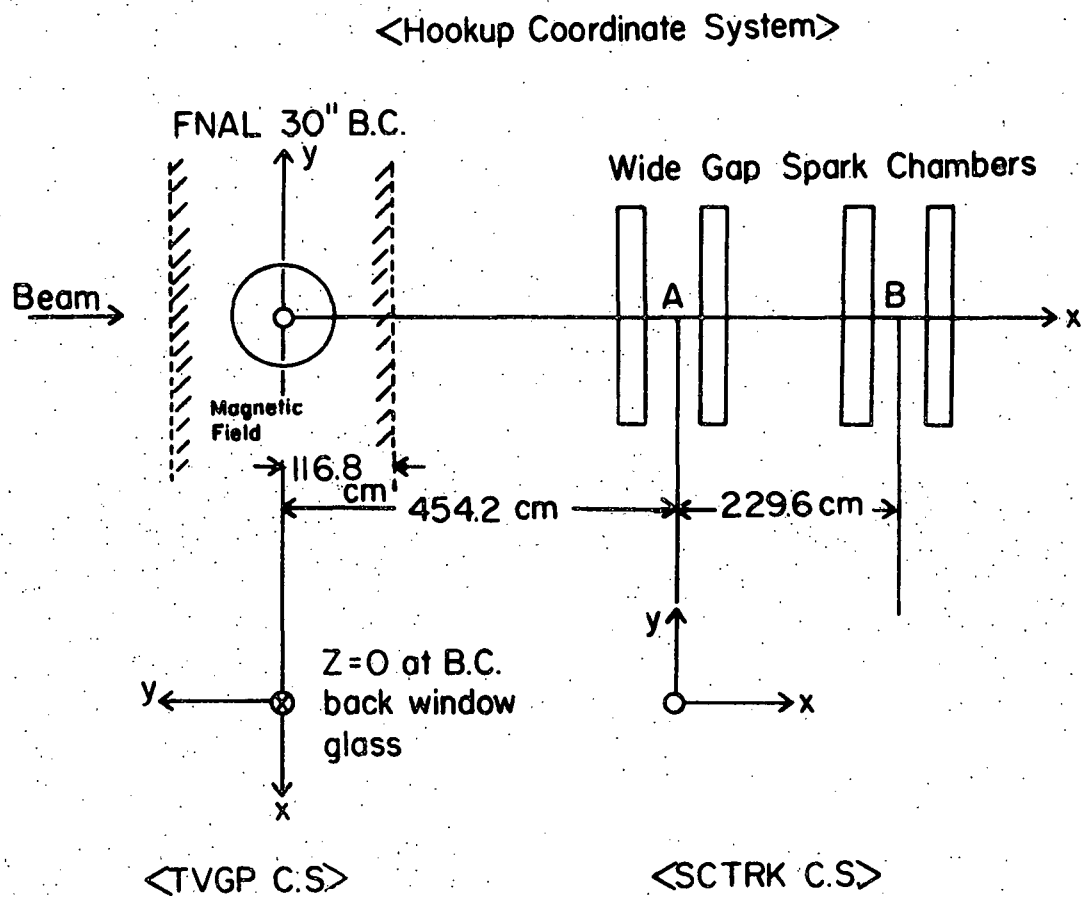 <Hookup Coordinate System>
FNAL 30" B.C.
y
Wide Gap Spark Chambers
Beam
A
B
x
Magnetic
Field
116.8
cm
454.2 cm
229.6 cm
y
Z=0 at B.C.
y
back window
x
glass
x
<TVGP C.S>
<SCTRK C.S.>